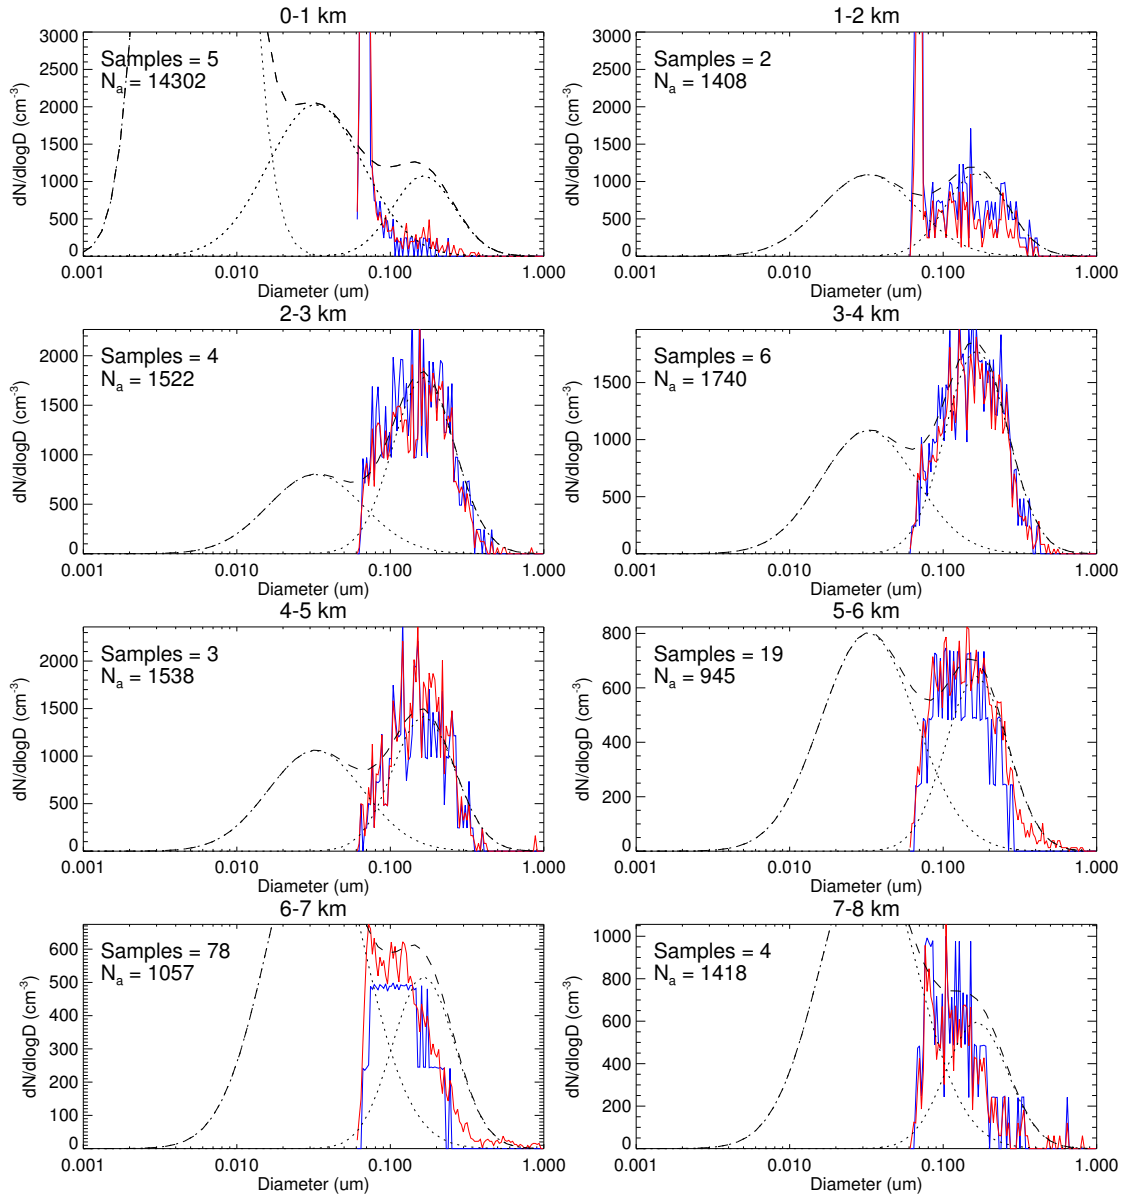 0-1 km
Samples = 5
Na = 14302
dN/dlogD (cm-3)
3000
2500
2000
1500
1000
500
0
0.001 0.010 0.100 1.000
Diameter (um)
1-2 km
Samples = 2
Na = 1408
dN/dlogD (cm-3)
3000
2500
2000
1500
1000
500
0
0.001 0.010 0.100 1.000
Diameter (um)
2-3 km
Samples = 4
Na = 1522
dN/dlogD (cm-3)
2000
1500
1000
500
0
0.001 0.010 0.100 1.000
Diameter (um)
3-4 km
Samples = 6
Na = 1740
dN/dlogD (cm-3)
1500
1000
500
0
0.001 0.010 0.100 1.000
Diameter (um)
4-5 km
Samples = 3
Na = 1538
dN/dlogD (cm-3)
2000
1500
1000
500
0
0.001 0.010 0.100 1.000
Diameter (um)
5-6 km
Samples = 19
Na = 945
dN/dlogD (cm-3)
800
600
400
200
0
0.001 0.010 0.100 1.000
Diameter (um)
6-7 km
Samples = 78
Na = 1057
dN/dlogD (cm-3)
600
500
400
300
200
100
0
0.001 0.010 0.100 1.000
Diameter (um)
7-8 km
Samples = 4
Na = 1418
dN/dlogD (cm-3)
1000
800
600
400
200
0
0.001 0.010 0.100 1.000
Diameter (um)